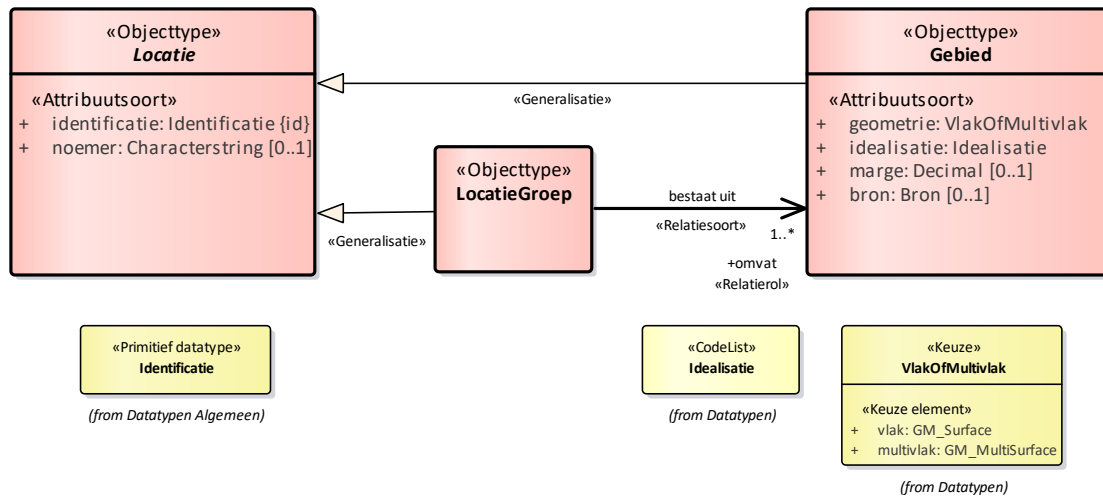 «Objecttype»
Locatie
«Attribuutsoort»
+ identificatie: Identificatie {id}
+ noemer: Characterstring [0..1]
«Objecttype»
Gebied
«Attribuutsoort»
+ geometrie: VlakOfMultivlak
+ idealisatie: Idealisatie
+ marge: Decimal [0..1]
+ bron: Bron [0..1]
«Generalisatie»
«Objecttype»
LocatieGroep
«Generalisatie»
bestaat uit
«Relatiesoort»
1..*
+omvat
«Relatierol»
«Primitief datatype»
Identificatie
(from Datatypen Algemeen)
«CodeList»
Idealisatie
(from Datatypen)
«Keuze»
VlakOfMultivlak
«Keuze element»
+ vlak: GM_Surface
+ multivlak: GM_MultiSurface
(from Datatypen)